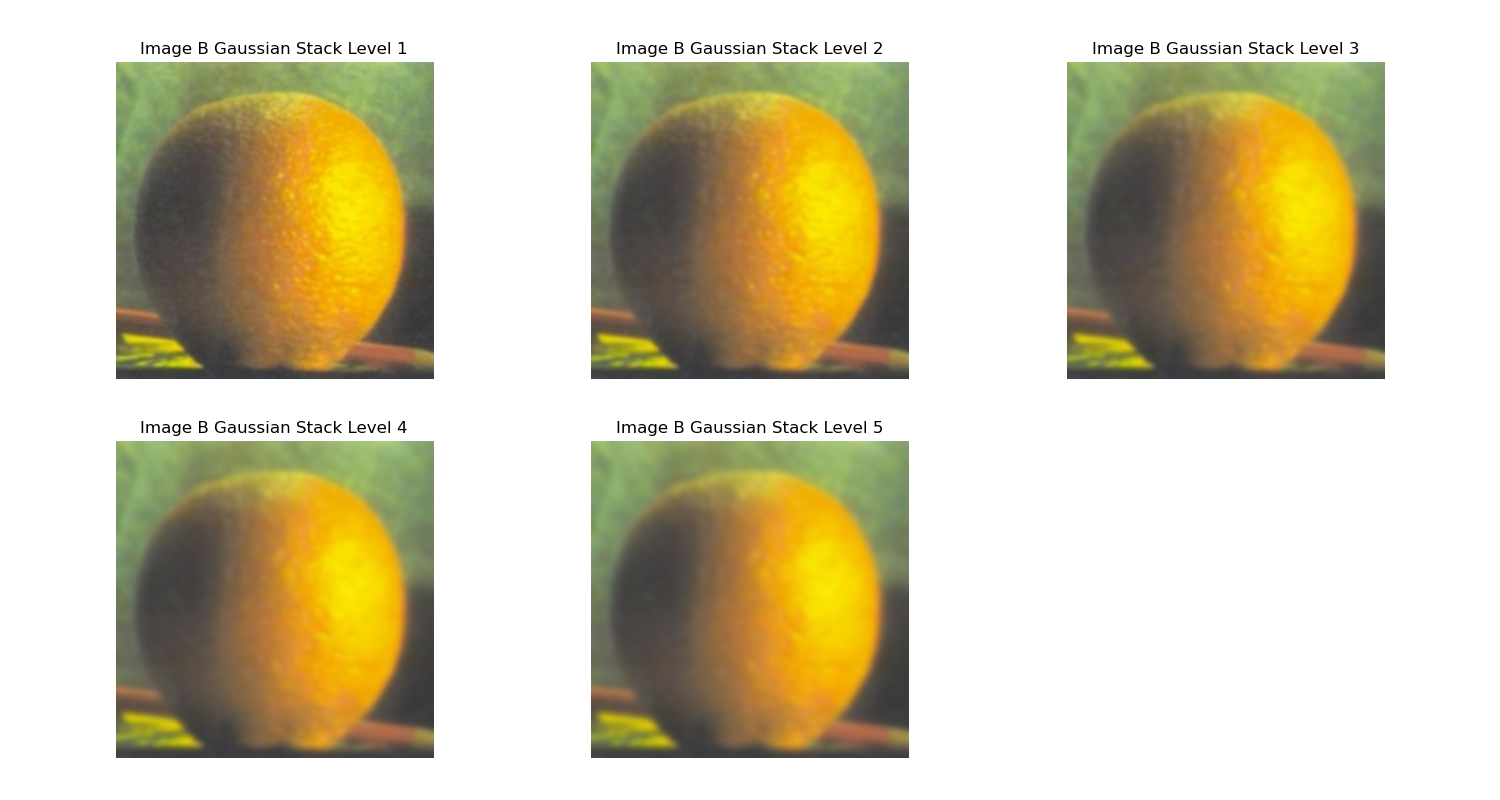 Image B Gaussian Stack Level 1
Image B Gaussian Stack Level 2
Image B Gaussian Stack Level 3
Image B Gaussian Stack Level 4
Image B Gaussian Stack Level 5